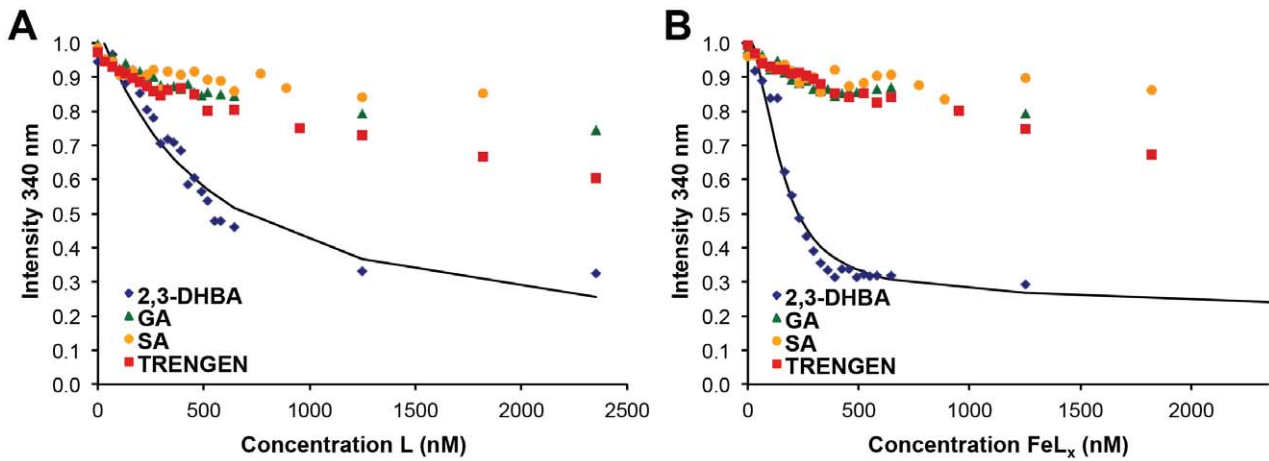 A
Intensity 340 nm
1.0
0.9
0.8
0.7
0.6
0.5
0.4
0.3
0.2
0.1
0.0
2,3-DHBA
GA
SA
TRENGEN
0 500 1000 1500 2000 2500
Concentration L (nM)
B
Intensity 340 nm
1.0
0.9
0.8
0.7
0.6
0.5
0.4
0.3
0.2
0.1
0.0
2,3-DHBA
GA
SA
TRENGEN
0 500 1000 1500 2000
Concentration FeLx (nM)